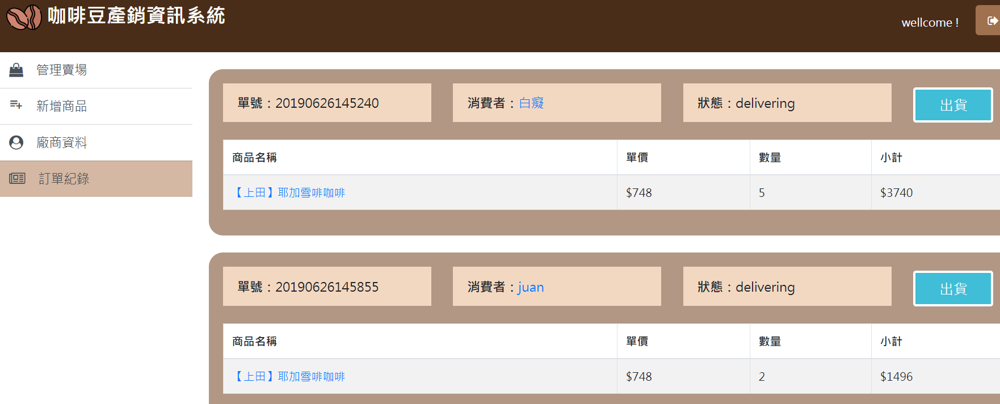 咖啡豆產銷資訊系統
wellcome !
管理賣場
新增商品
廠商資料
訂單紀錄
單號：20190626145240 消費者：白癡 狀態：delivering 出貨
商品名稱 單價 數量 小計
【上田】耶加雪啡咖啡 $748 5 $3740
單號：20190626145855 消費者：juan 狀態：delivering 出貨
商品名稱 單價 數量 小計
【上田】耶加雪啡咖啡 $748 2 $1496